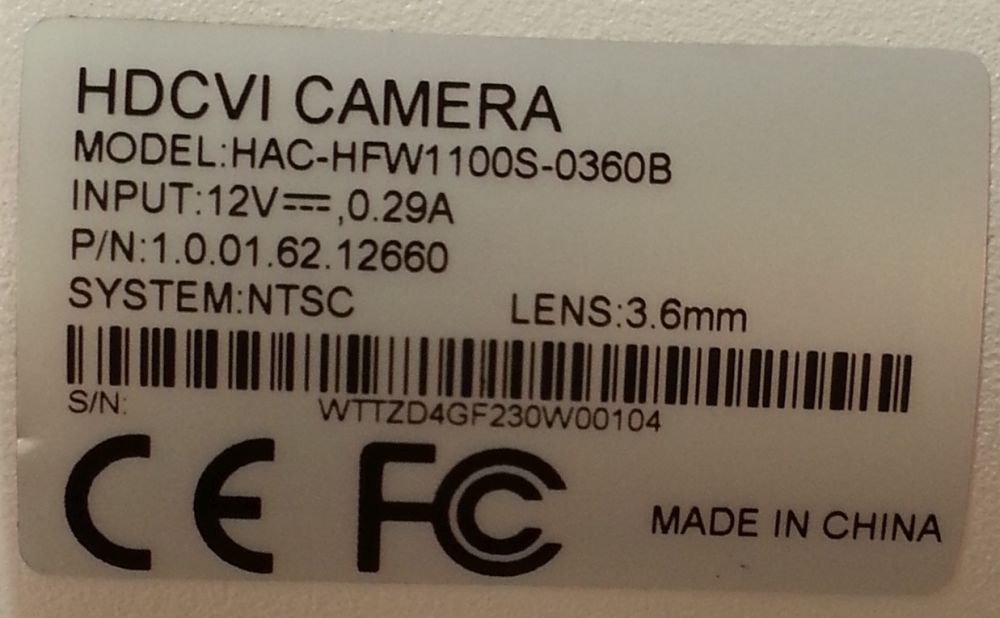 HDCVI CAMERA
MODEL:HAC-HFW1100S-0360B
INPUT:12V⎓,0.29A
P/N:1.0.01.62.12660
SYSTEM:NTSC LENS:3.6mm
S/N: WTTZD4GF230W00104
CE FC MADE IN CHINA